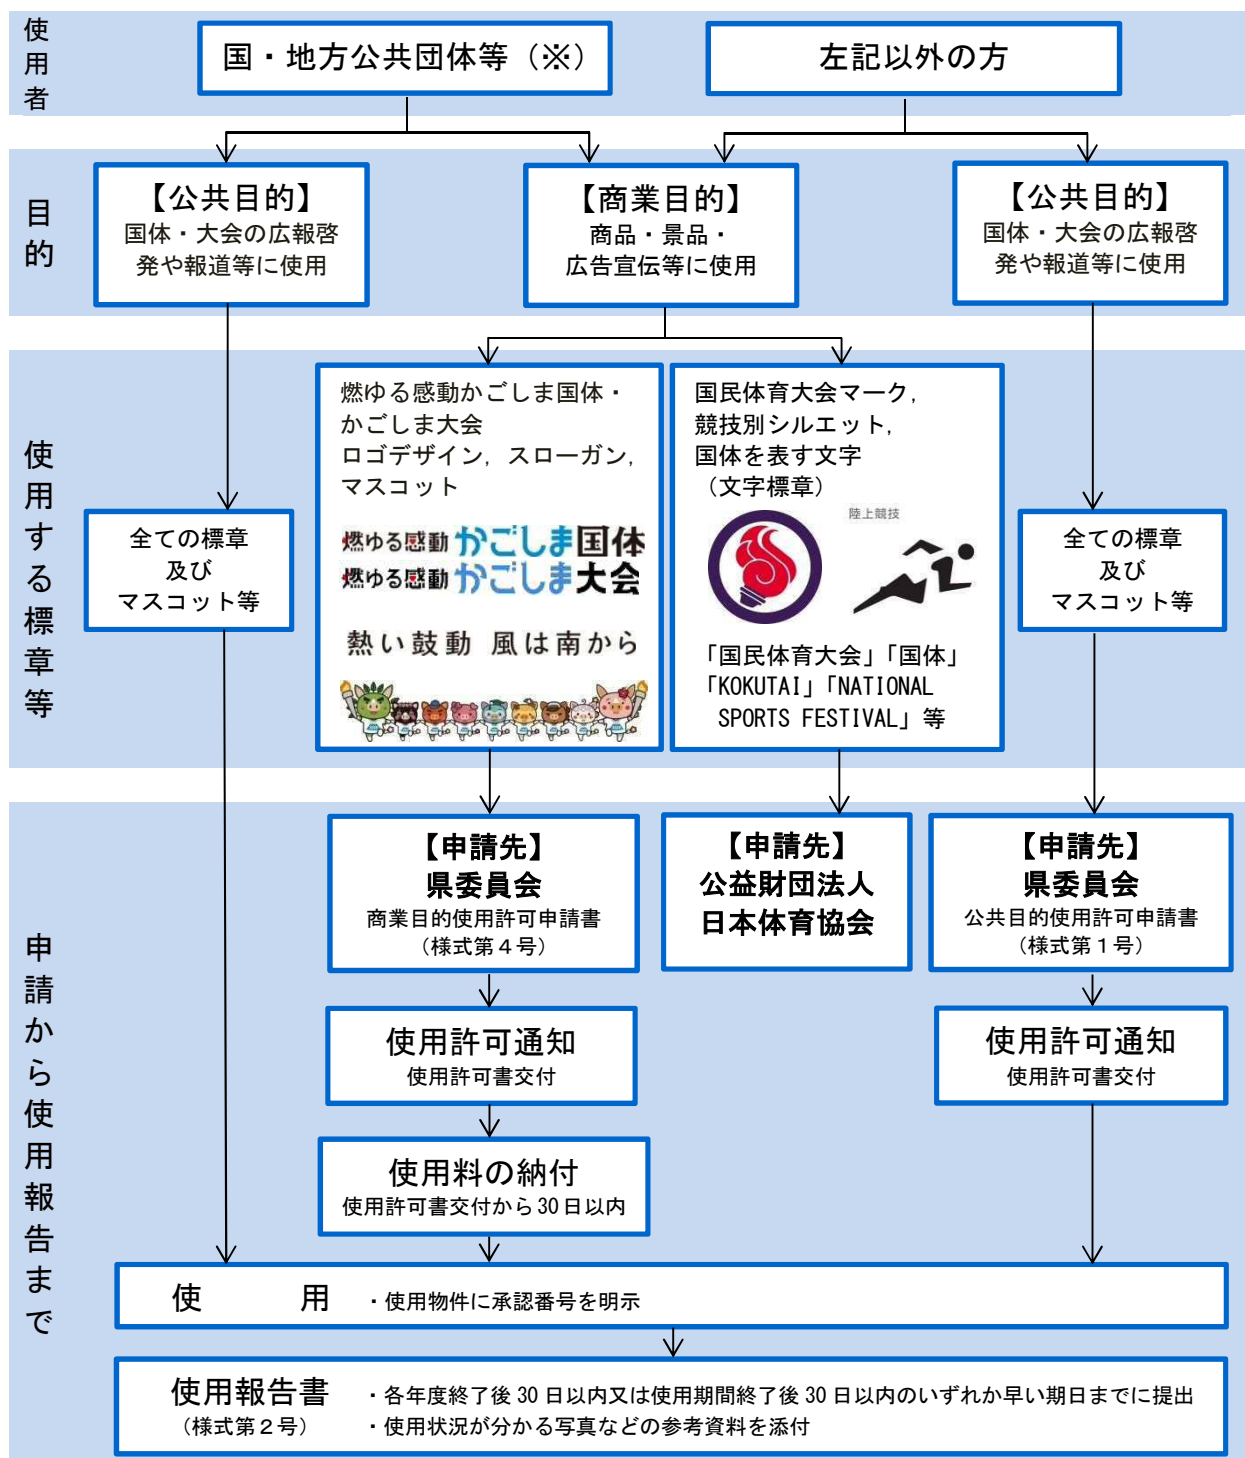 使用者
国・地方公共団体等（※）
左記以外の方
目的
【公共目的】
国体・大会の広報啓
発や報道等に使用
【商業目的】
商品・景品・
広告宣伝等に使用
【公共目的】
国体・大会の広報啓
発や報道等に使用
使用する標章等
全ての標章
及び
マスコット等
燃ゆる感動かごしま国体・
かごしま大会
ロゴデザイン，スローガン，
マスコット
燃ゆる感動かごしま国体
燃ゆる感動かごしま大会
熱い鼓動 風は南から
国民体育大会マーク，
競技別シルエット，
国体を表す文字
（文字標章）
陸上競技
「国民体育大会」「国体」
「KOKUTAI」「NATIONAL
SPORTS FESTIVAL」等
全ての標章
及び
マスコット等
申請から使用報告まで
【申請先】
県委員会
商業目的使用許可申請書
（様式第４号）
【申請先】
公益財団法人
日本体育協会
【申請先】
県委員会
公共目的使用許可申請書
（様式第１号）
使用許可通知
使用許可書交付
使用許可通知
使用許可書交付
使用料の納付
使用許可書交付から30日以内
使　用　・使用物件に承認番号を明示
使用報告書　・各年度終了後30日以内又は使用期間終了後30日以内のいずれか早い期日までに提出
（様式第２号）　・使用状況が分かる写真などの参考資料を添付